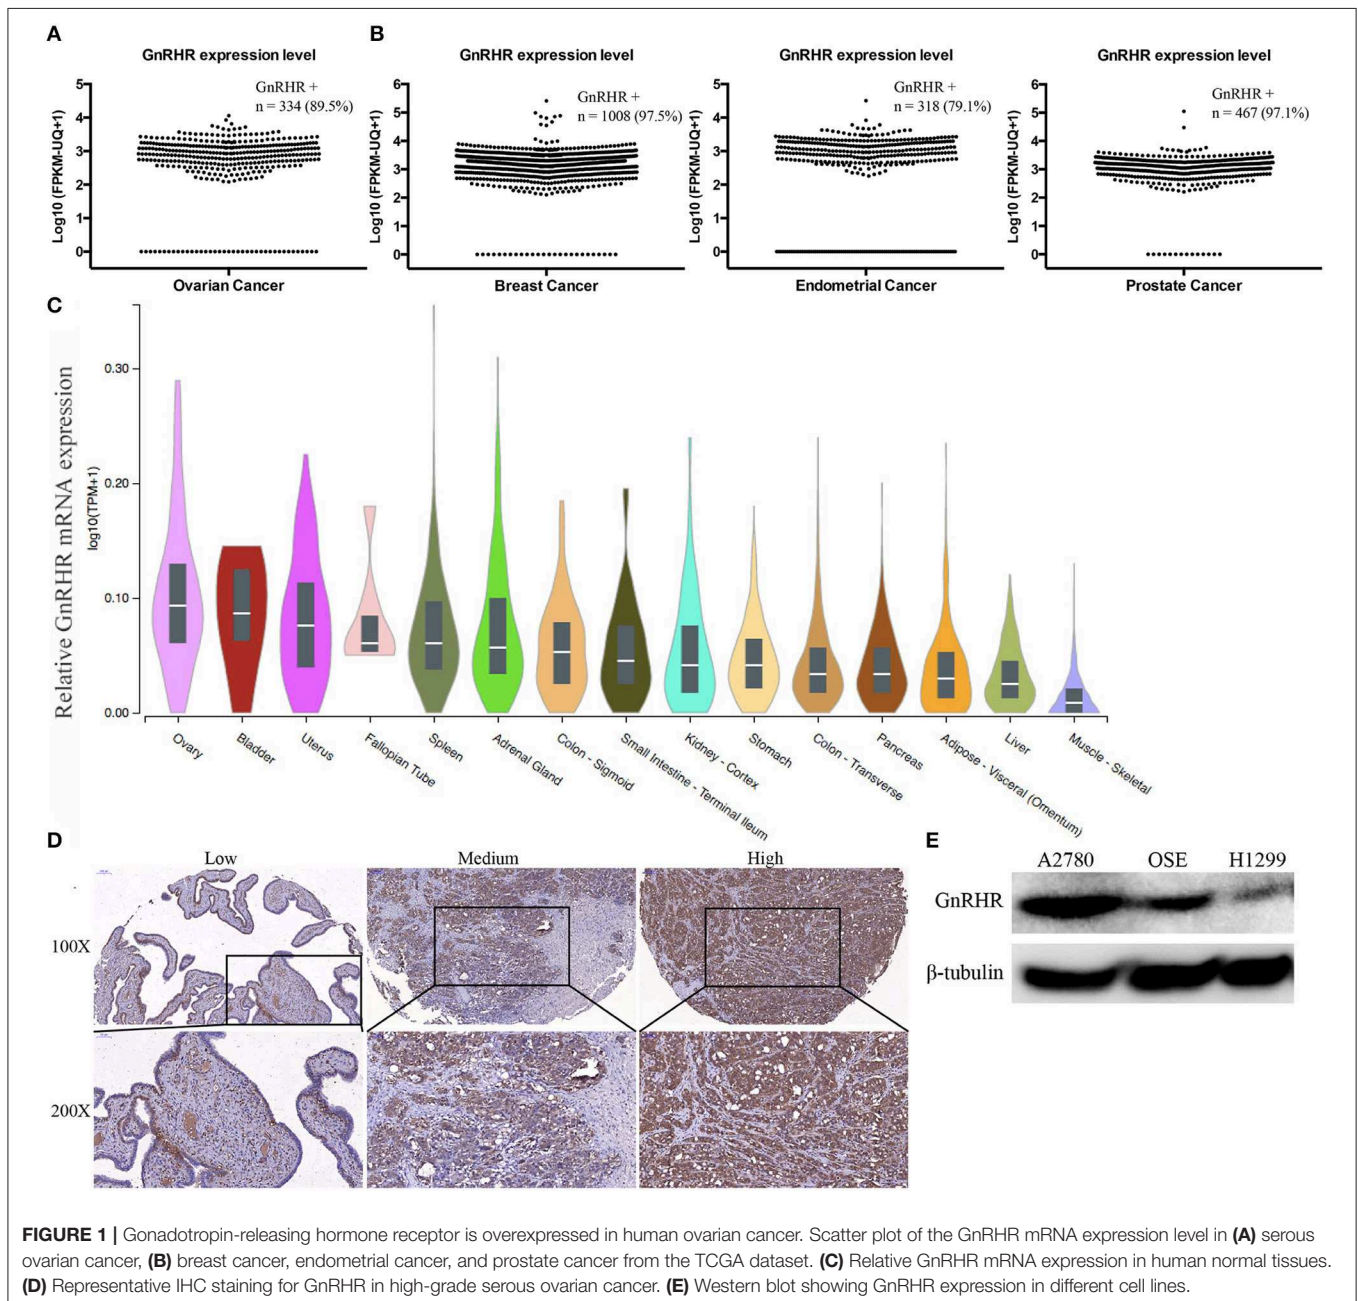 A
B
GnRHR expression level
GnRHR expression level
GnRHR expression level
GnRHR expression level
GnRHR +
n = 334 (89.5%)
GnRHR +
n = 1008 (97.5%)
GnRHR +
n = 318 (79.1%)
GnRHR +
n = 467 (97.1%)
Log10 (FPKM-UQ+1)
5
4
3
2
1
0
Ovarian Cancer
Log10 (FPKM-UQ+1)
6
5
4
3
2
1
0
Breast Cancer
Log10 (FPKM-UQ+1)
5
4
3
2
1
0
Endometrial Cancer
Log10 (FPKM-UQ+1)
6
5
4
3
2
1
0
Prostate Cancer
C
Relative GnRHR mRNA expression
log10(TPM+1)
0.30
0.20
0.10
0.00
Ovary
Bladder
Uterus
Fallopian Tube
Spleen
Adrenal Gland
Colon - Sigmoid
Small Intestine - Terminal Ileum
Kidney - Cortex
Stomach
Colon - Transverse
Pancreas
Adipose - Visceral (Omentum)
Liver
Muscle - Skeletal
D
Low
Medium
High
100X
200X
E
A2780 OSE H1299
GnRHR
β-tubulin
FIGURE 1 | Gonadotropin-releasing hormone receptor is overexpressed in human ovarian cancer. Scatter plot of the GnRHR mRNA expression level in (A) serous
ovarian cancer, (B) breast cancer, endometrial cancer, and prostate cancer from the TCGA dataset. (C) Relative GnRHR mRNA expression in human normal tissues.
(D) Representative IHC staining for GnRHR in high-grade serous ovarian cancer. (E) Western blot showing GnRHR expression in different cell lines.